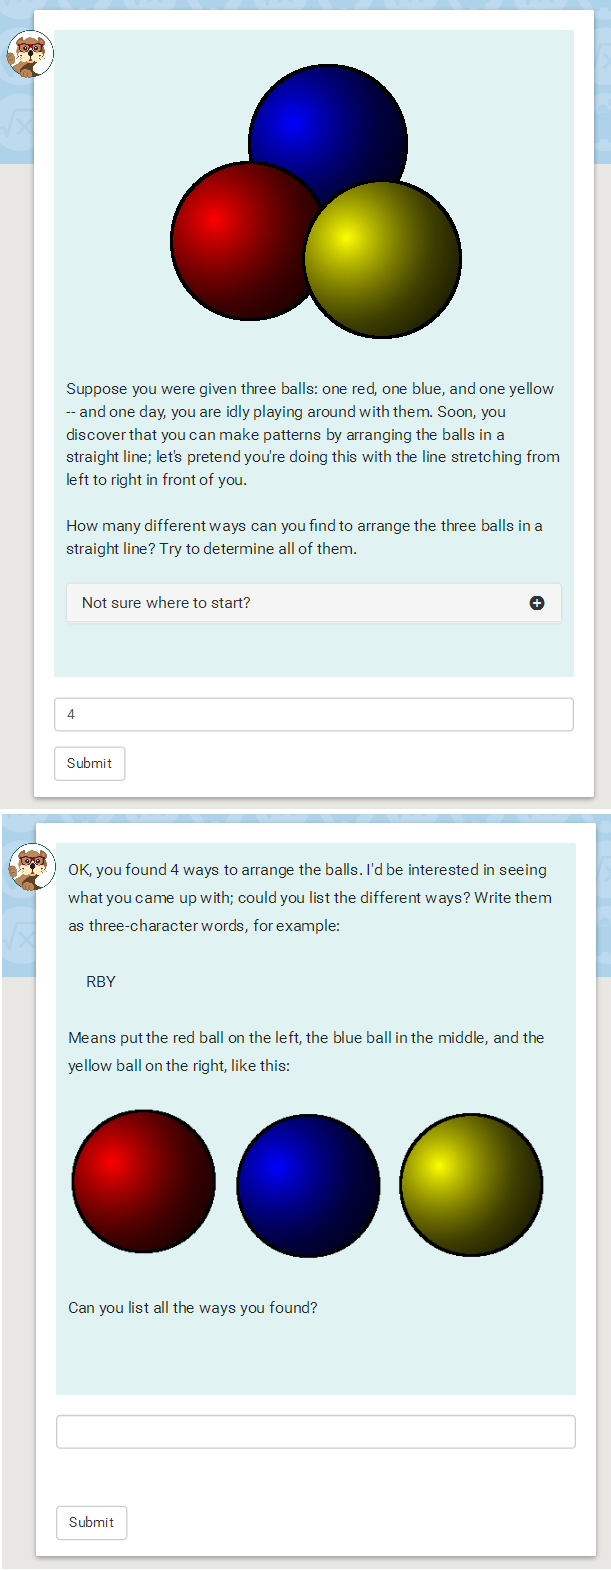 Suppose you were given three balls: one red, one blue, and one yellow
-- and one day, you are idly playing around with them. Soon, you
discover that you can make patterns by arranging the balls in a
straight line; let's pretend you're doing this with the line stretching from
left to right in front of you.
How many different ways can you find to arrange the three balls in a
straight line? Try to determine all of them.
Not sure where to start?
4
Submit
OK, you found 4 ways to arrange the balls. I'd be interested in seeing
what you came up with; could you list the different ways? Write them
as three-character words, for example:
RBY
Means put the red ball on the left, the blue ball in the middle, and the
yellow ball on the right, like this:
Can you list all the ways you found?
Submit